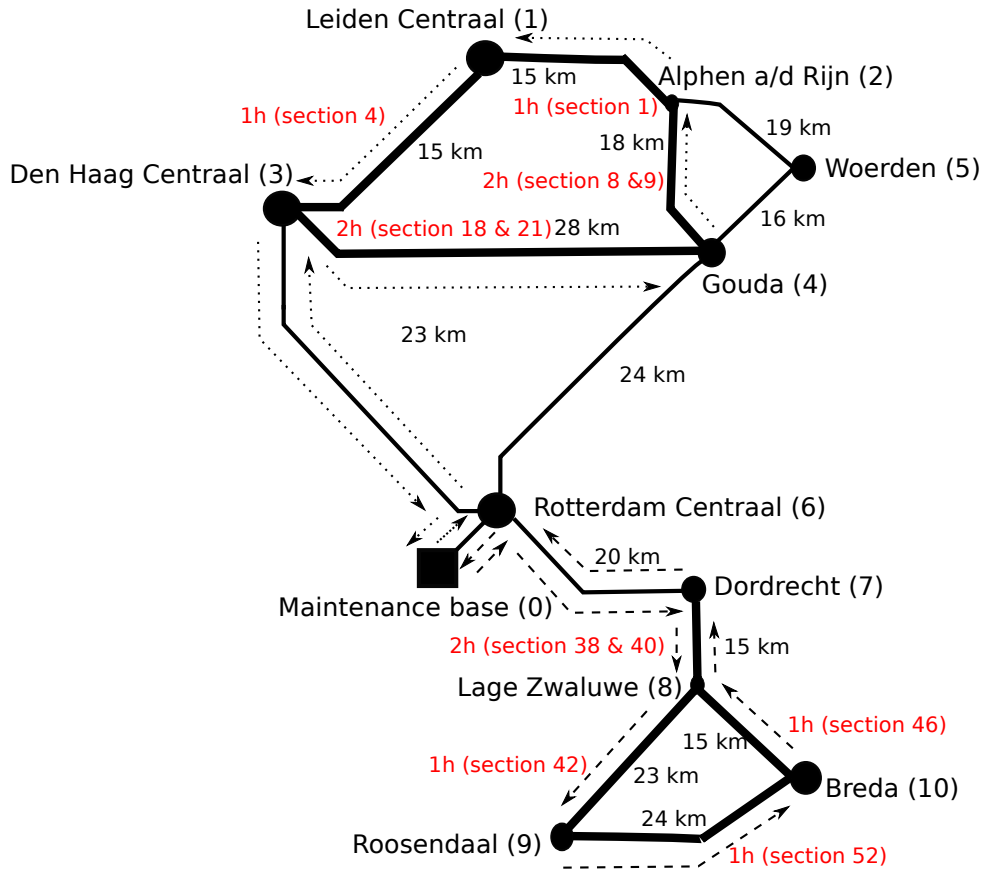 Leiden Centraal (1)
15 km
Alphen a/d Rijn (2)
1h (section 4)
1h (section 1)
19 km
15 km
18 km
Den Haag Centraal (3)
2h (section 8 &9)
Woerden (5)
2h (section 18 & 21)
28 km
16 km
Gouda (4)
23 km
24 km
Rotterdam Centraal (6)
20 km
Maintenance base (0)
Dordrecht (7)
2h (section 38 & 40)
15 km
Lage Zwaluwe (8)
1h (section 46)
15 km
1h (section 42)
23 km
Breda (10)
24 km
Roosendaal (9)
1h (section 52)